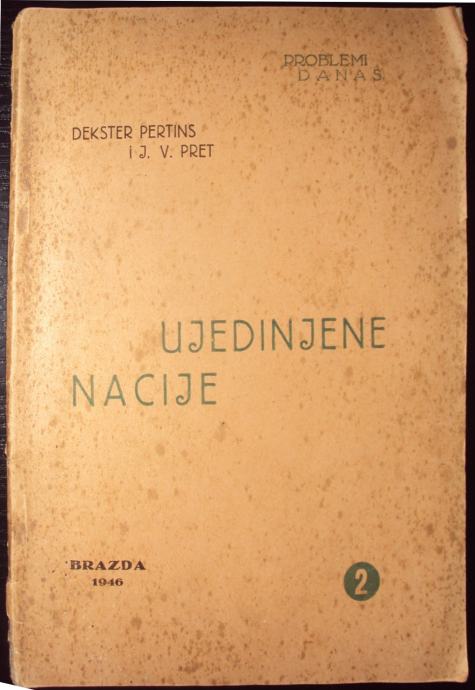 PROBLEMI
DANAS
DEKSTER PERTINS
I J. V. PRET
UJEDINJENE
NACIJE
BRAZDA
1946
2